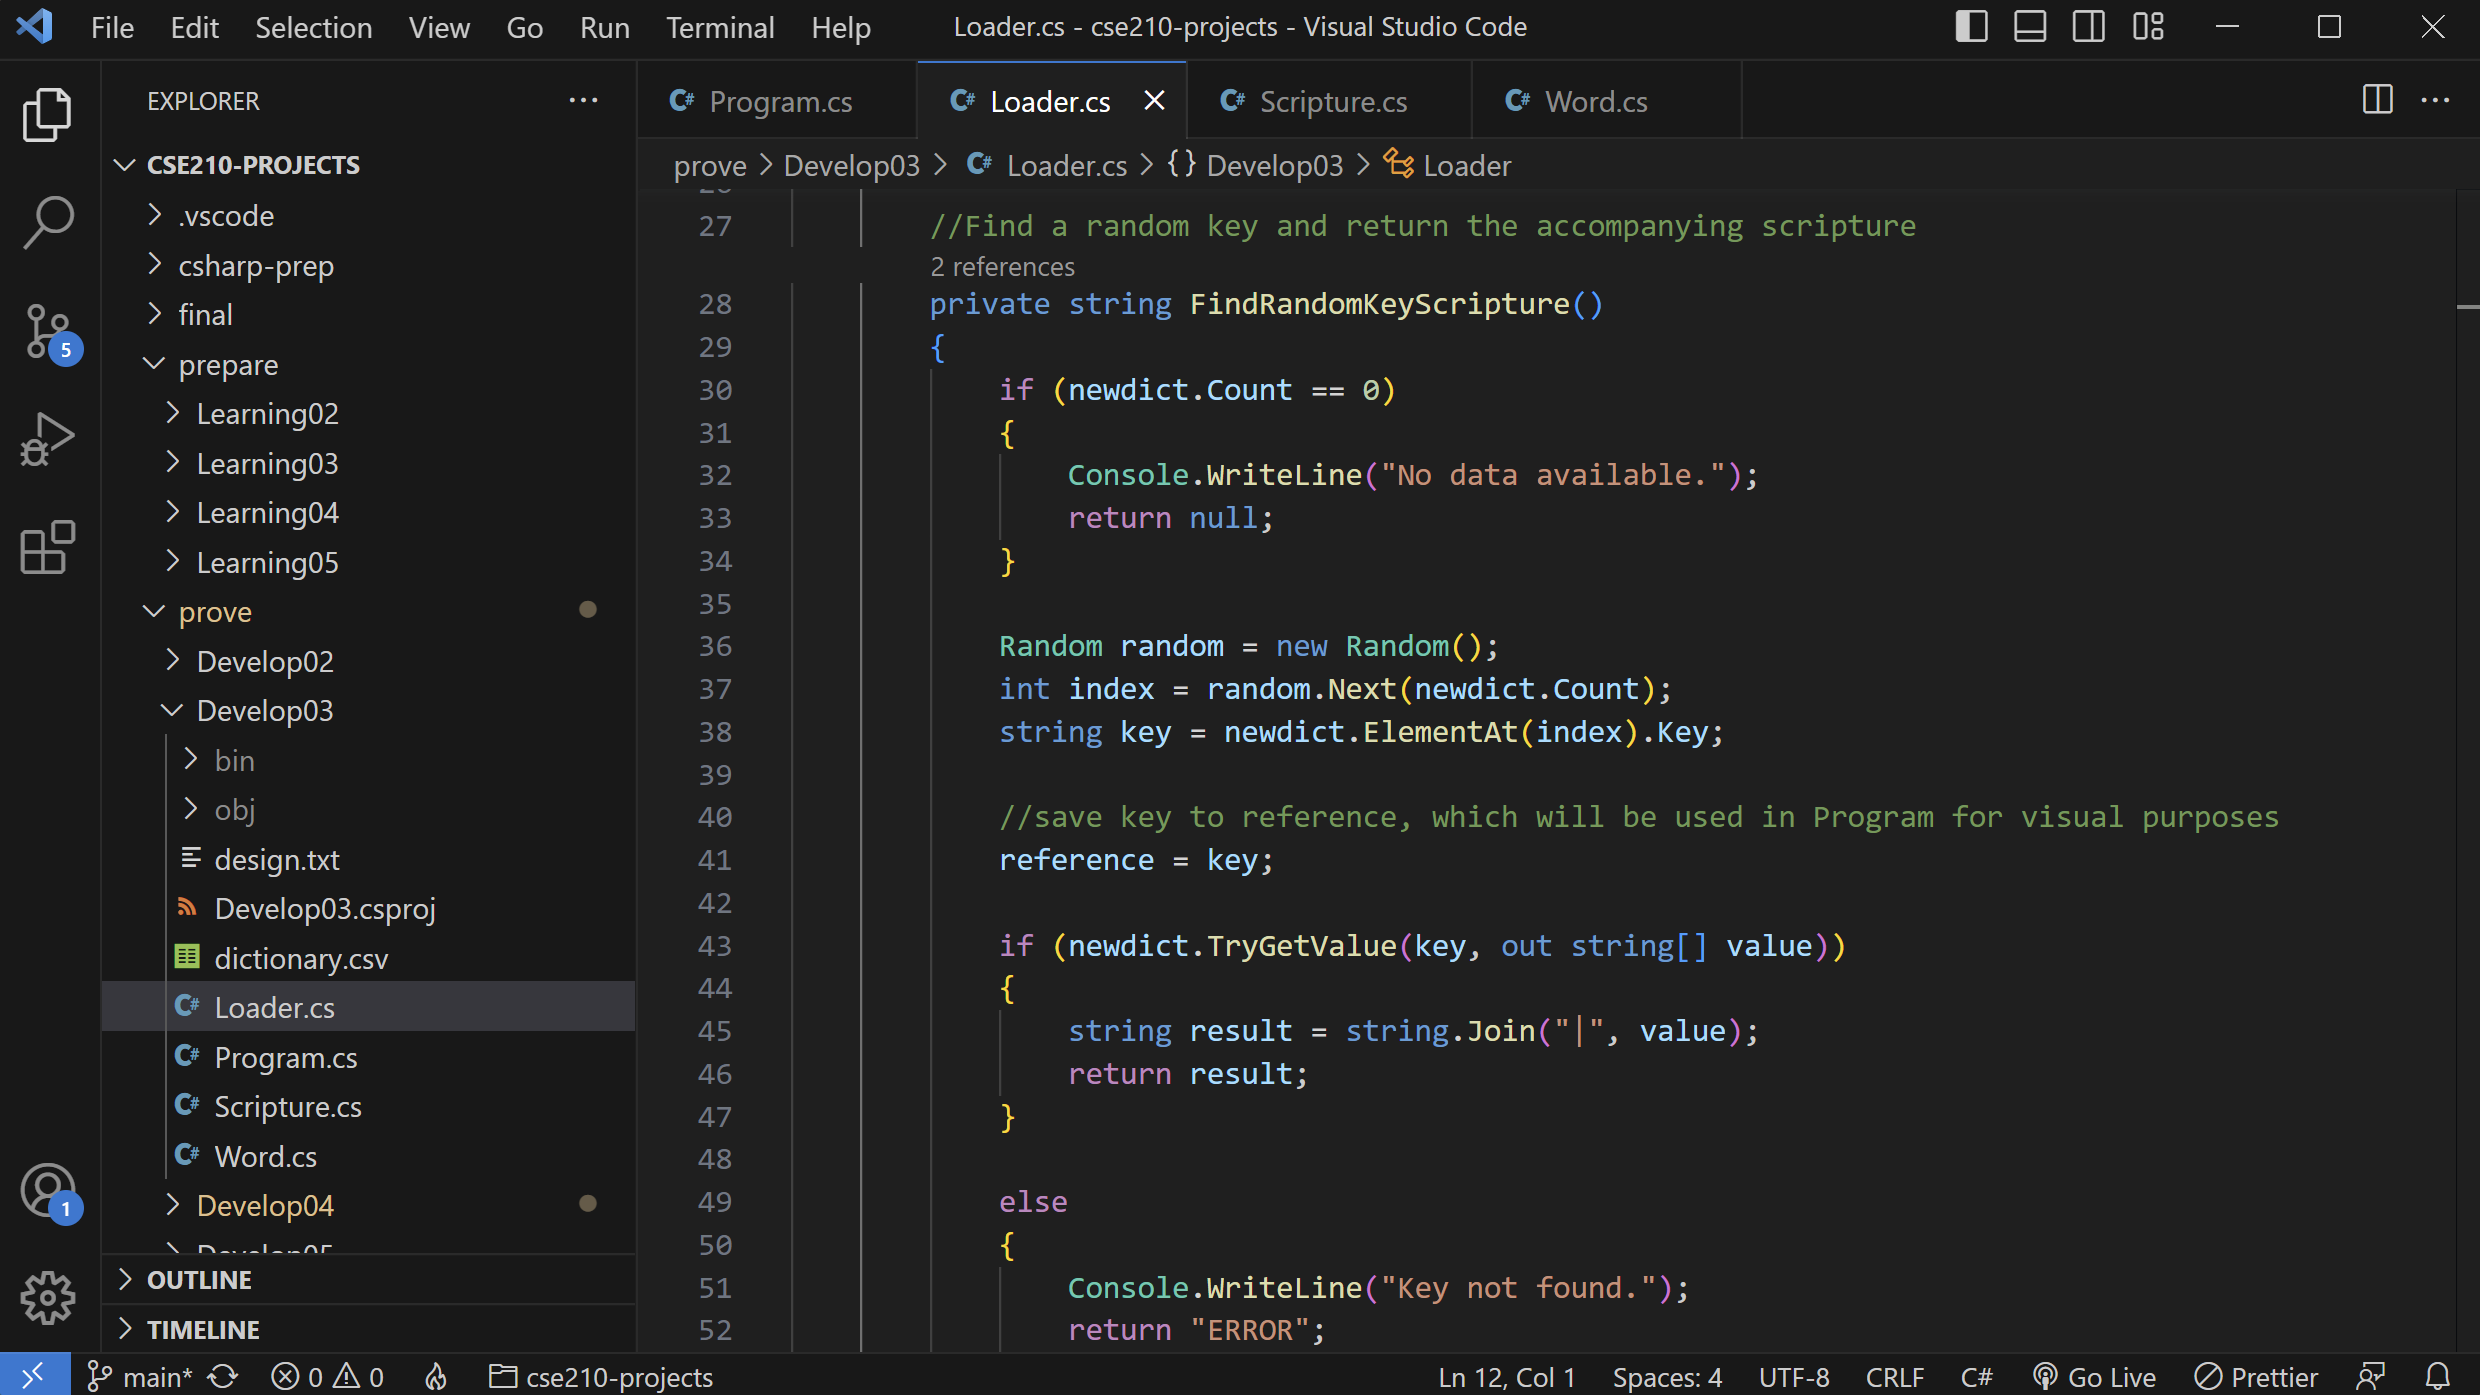 File Edit Selection View Go Run Terminal Help Loader.cs - cse210-projects - Visual Studio Code
EXPLORER
CSE210-PROJECTS
.vscode
csharp-prep
final
prepare
Learning02
Learning03
Learning04
Learning05
prove
Develop02
Develop03
bin
obj
design.txt
Develop03.csproj
dictionary.csv
C# Loader.cs
C# Program.cs
C# Scripture.cs
C# Word.cs
Develop04
Develop05
OUTLINE
TIMELINE
5
1
C# Program.cs C# Loader.cs C# Scripture.cs C# Word.cs
prove > Develop03 > C# Loader.cs > {} Develop03 > Loader
27 //Find a random key and return the accompanying scripture
2 references
28 private string FindRandomKeyScripture()
29 {
30 if (newdict.Count == 0)
31 {
32 Console.WriteLine("No data available.");
33 return null;
34 }
35
36 Random random = new Random();
37 int index = random.Next(newdict.Count);
38 string key = newdict.ElementAt(index).Key;
39
40 //save key to reference, which will be used in Program for visual purposes
41 reference = key;
42
43 if (newdict.TryGetValue(key, out string[] value))
44 {
45 string result = string.Join("|", value);
46 return result;
47 }
48
49 else
50 {
51 Console.WriteLine("Key not found.");
52 return "ERROR";
main* 0 0 cse210-projects Ln 12, Col 1 Spaces: 4 UTF-8 CRLF C# Go Live Prettier